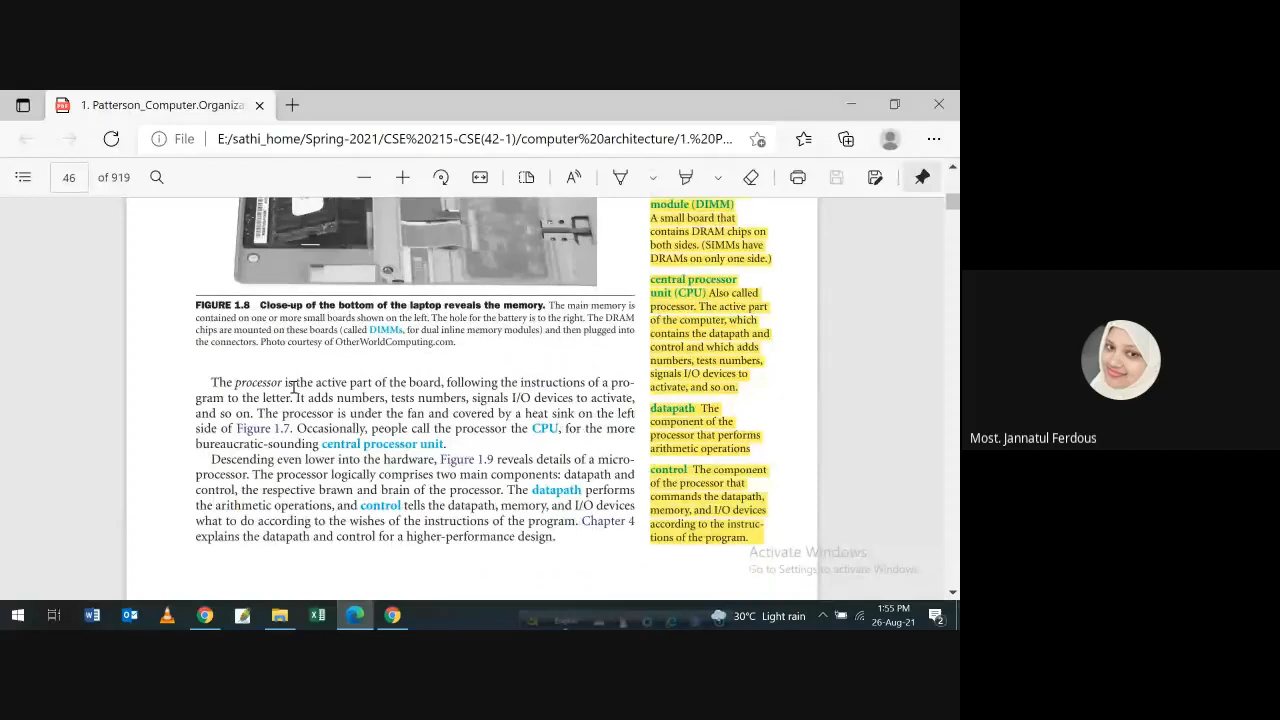 1. Patterson_Computer.Organiza
File
E:/sathi_home/Spring-2021/CSE%20215-CSE(42-1)/computer%20architecture/1.%20P...
46
of 919
module (DIMM)
A small board that
contains DRAM chips on
both sides. (SIMMs have
DRAMs on only one side.)
central processor
unit (CPU) Also called
processor. The active part
of the computer, which
contains the datapath and
control and which adds
numbers, tests numbers,
signals I/O devices to
activate, and so on.
datapath The
component of the
processor that performs
arithmetic operations
control The component
of the processor that
commands the datapath,
memory, and I/O devices
according to the instruc-
tions of the program.
FIGURE 1.8 Close-up of the bottom of the laptop reveals the memory. The main memory is
contained on one or more small boards shown on the left. The hole for the battery is to the right. The DRAM
chips are mounted on these boards (called DIMMs, for dual inline memory modules) and then plugged into
the connectors. Photo courtesy of OtherWorldComputing.com.
The processor is the active part of the board, following the instructions of a pro-
gram to the letter. It adds numbers, tests numbers, signals I/O devices to activate,
and so on. The processor is under the fan and covered by a heat sink on the left
side of Figure 1.7. Occasionally, people call the processor the CPU, for the more
bureaucratic-sounding central processor unit.
Descending even lower into the hardware, Figure 1.9 reveals details of a micro-
processor. The processor logically comprises two main components: datapath and
control, the respective brawn and brain of the processor. The datapath performs
the arithmetic operations, and control tells the datapath, memory, and I/O devices
what to do according to the wishes of the instructions of the program. Chapter 4
explains the datapath and control for a higher-performance design.
Activate Windows
Go to Settings to activate Windows.
30°C Light rain
1:55 PM
26-Aug-21
2
Most. Jannatul Ferdous